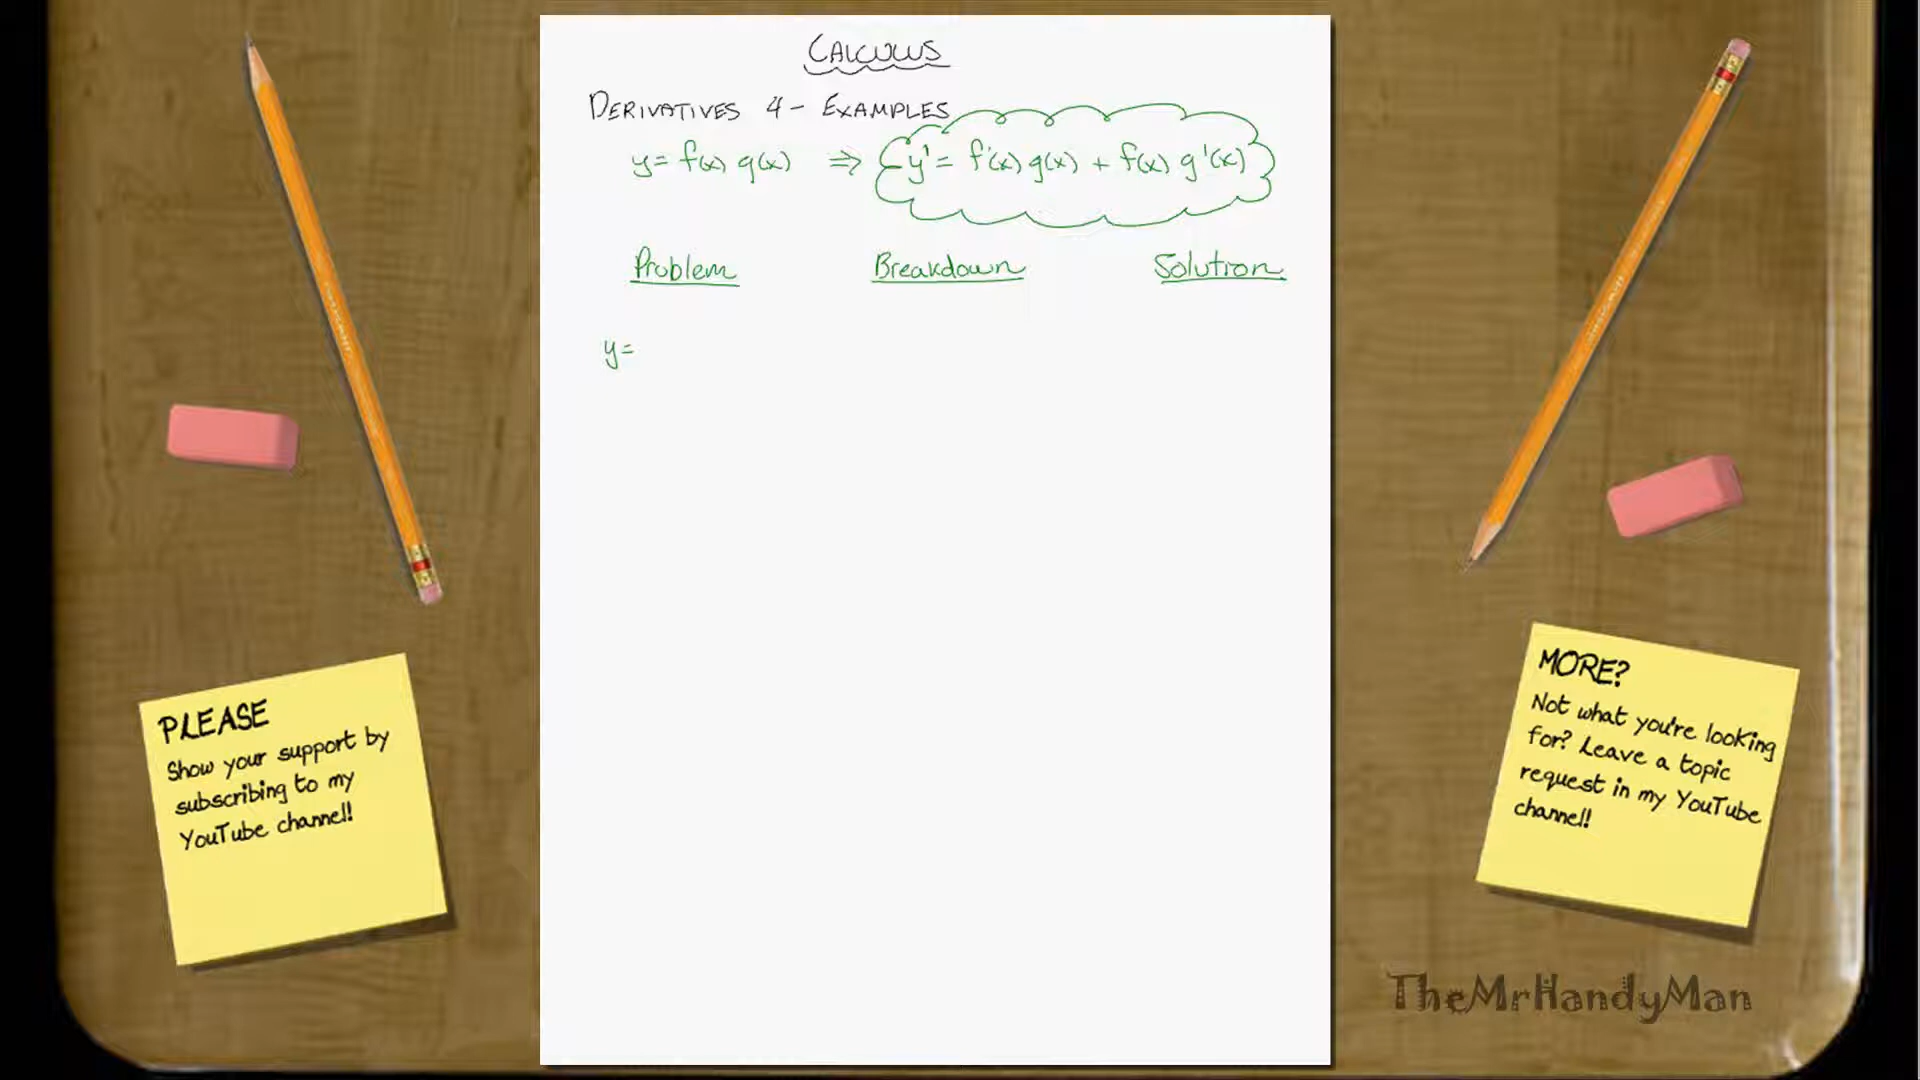 CALCULUS
DERIVATIVES 4 - EXAMPLES
y = f(x) g(x) ⇒ y' = f'(x) g(x) + f(x) g'(x)
Problem Breakdown Solution
y=
PLEASE
Show your support by
subscribing to my
YouTube channel!
MORE?
Not what you're looking
for? Leave a topic
request in my YouTube
channel!
TheMrHandyMan